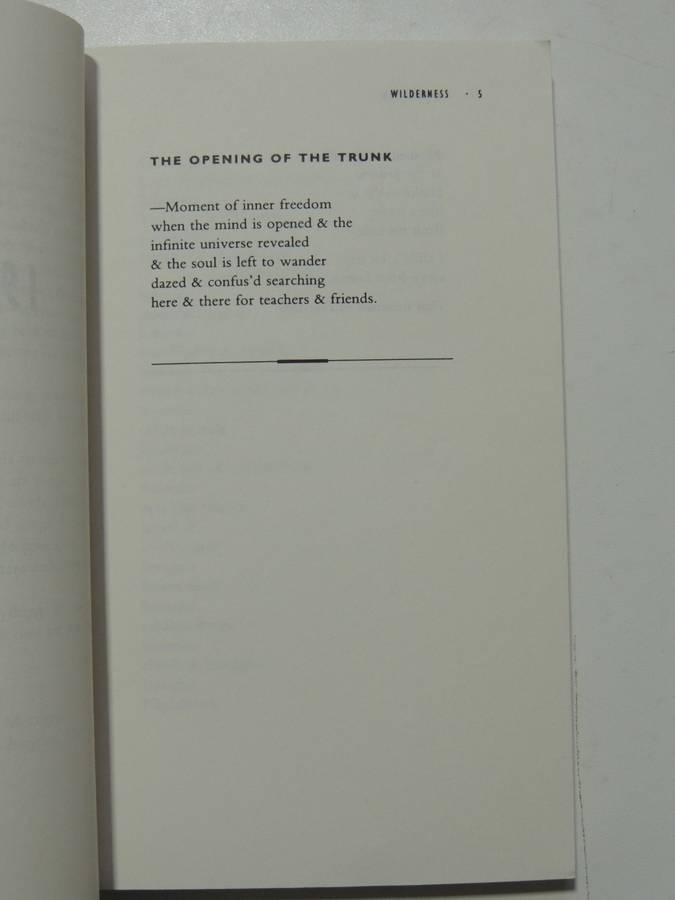 WILDERNESS · 5
THE OPENING OF THE TRUNK
—Moment of inner freedom
when the mind is opened & the
infinite universe revealed
& the soul is left to wander
dazed & confus'd searching
here & there for teachers & friends.